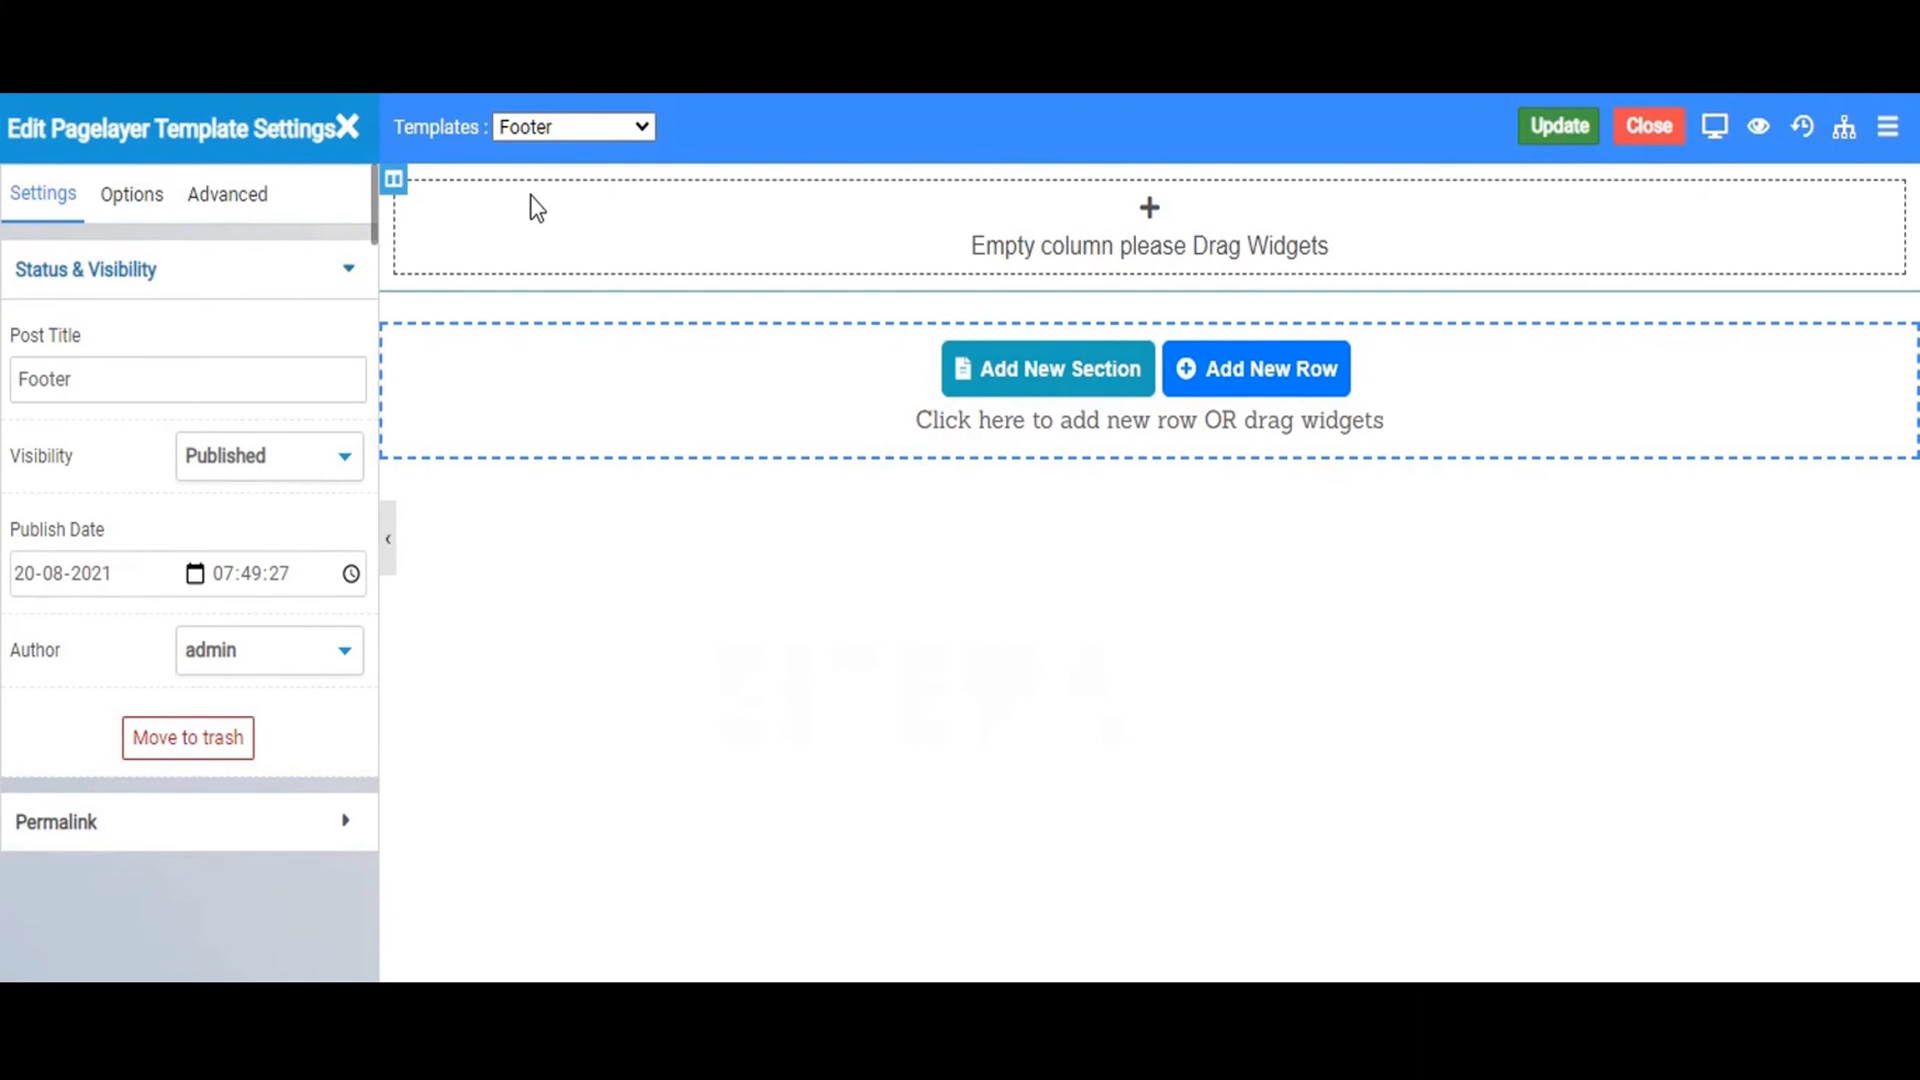 Edit Pagelayer Template Settings
Templates : Footer
Update
Close
Settings
Options
Advanced
Status & Visibility
Post Title
Footer
Visibility
Published
Publish Date
20-08-2021
07:49:27
Author
admin
Move to trash
Permalink
Empty column please Drag Widgets
Add New Section
Add New Row
Click here to add new row OR drag widgets